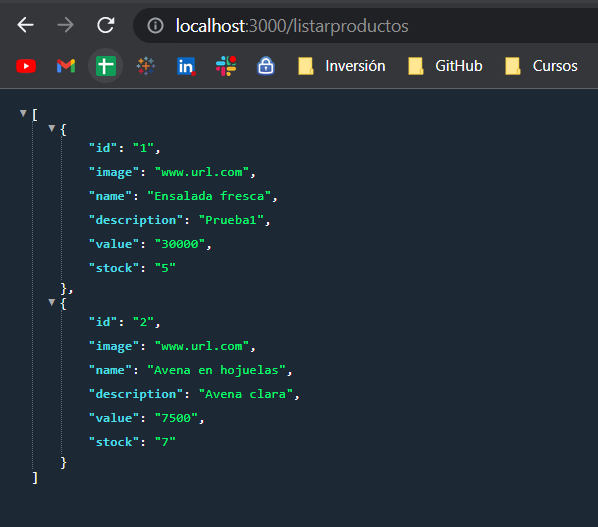 localhost:3000/listarproductos
Inversión GitHub Cursos
[
{
"id": "1",
"image": "www.url.com",
"name": "Ensalada fresca",
"description": "Prueba1",
"value": "30000",
"stock": "5"
},
{
"id": "2",
"image": "www.url.com",
"name": "Avena en hojuelas",
"description": "Avena clara",
"value": "7500",
"stock": "7"
}
]